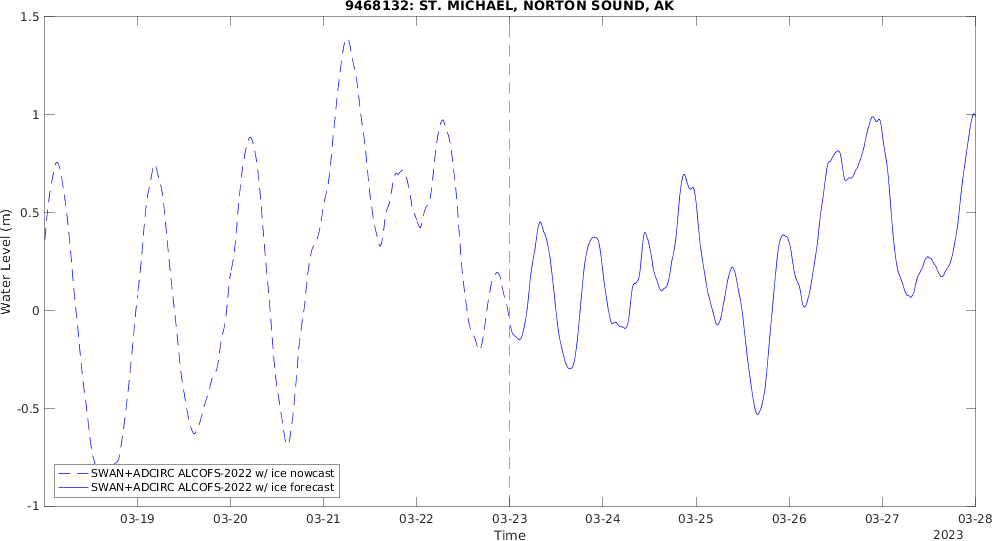 9468132: ST. MICHAEL, NORTON SOUND, AK
1.5
1
0.5
0
-0.5
-1
Water Level (m)
SWAN+ADCIRC ALCOFS-2022 w/ ice nowcast
SWAN+ADCIRC ALCOFS-2022 w/ ice forecast
03-19 03-20 03-21 03-22 03-23 03-24 03-25 03-26 03-27 03-28
Time
2023